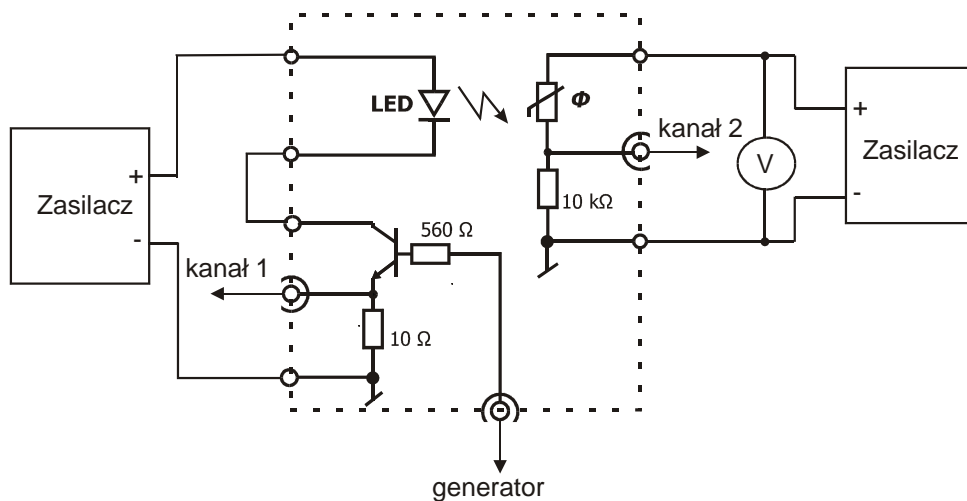 LED
Φ
kanał 2
+
Zasilacz
-
V
10 kΩ
+
Zasilacz
-
560 Ω
kanał 1
10 Ω
generator